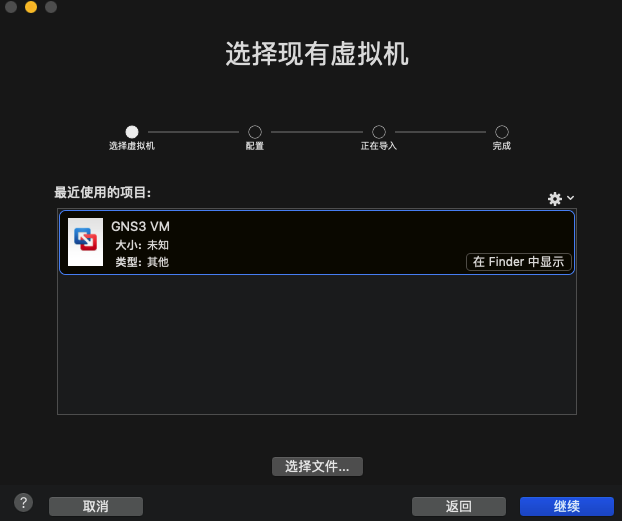 选择现有虚拟机
选择虚拟机
配置
正在导入
完成
最近使用的项目:
GNS3 VM
大小: 未知
类型: 其他
在 Finder 中显示
选择文件...
?
取消
返回
继续